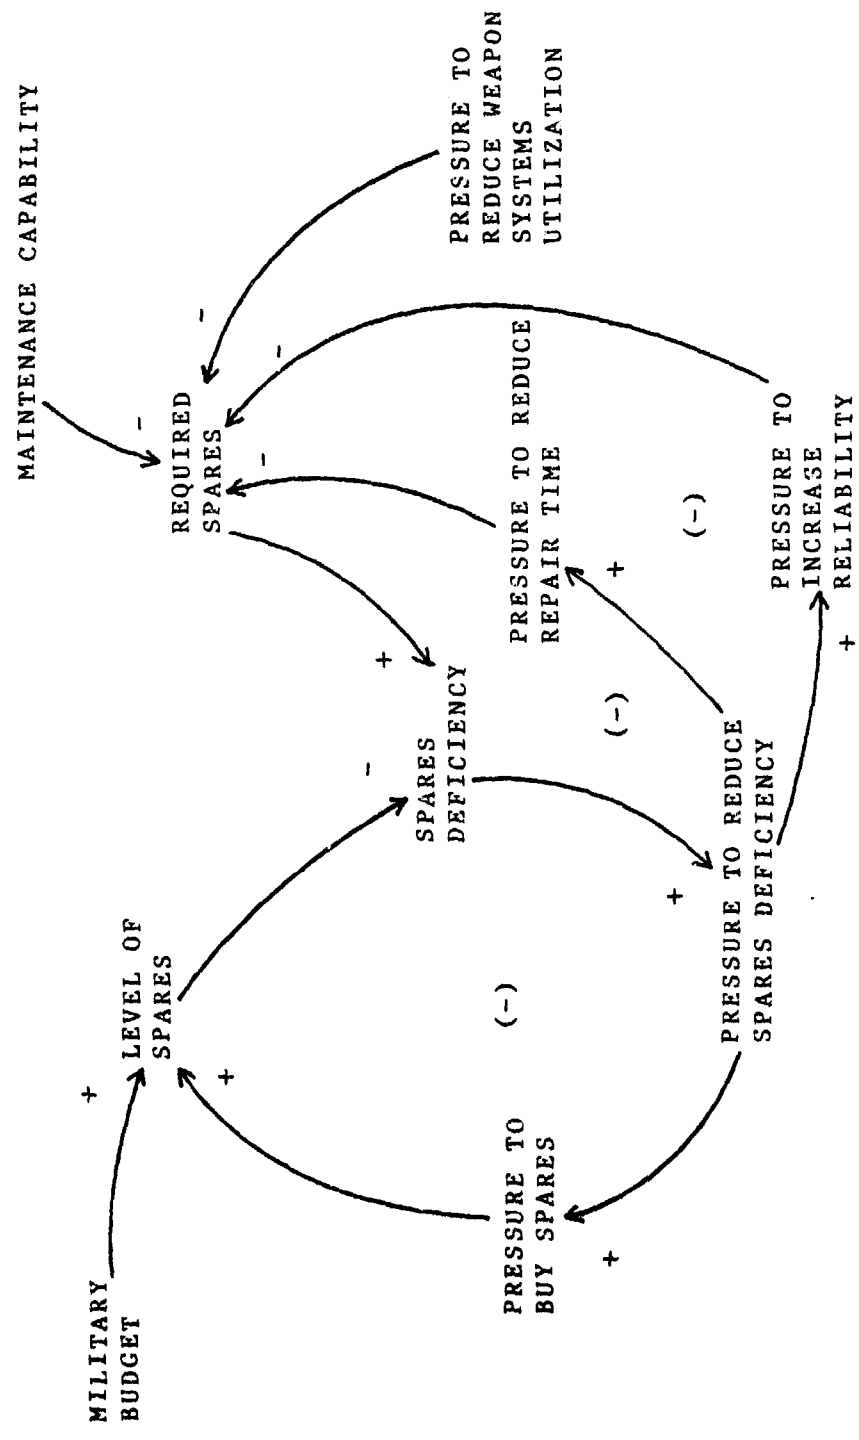 MILITARY
BUDGET
+
LEVEL OF
SPARES
+
MAINTENANCE CAPABILITY
-
REQUIRED
SPARES
-
-
-
SPARES
DEFICIENCY
-
+
PRESSURE TO
REDUCE WEAPON
SYSTEMS
UTILIZATION
PRESSURE TO
BUY SPARES
+
(-)
PRESSURE TO REDUCE
REPAIR TIME
+
(-)
(-)
+
PRESSURE TO REDUCE
SPARES DEFICIENCY
PRESSURE TO
INCREASE
RELIABILITY
+